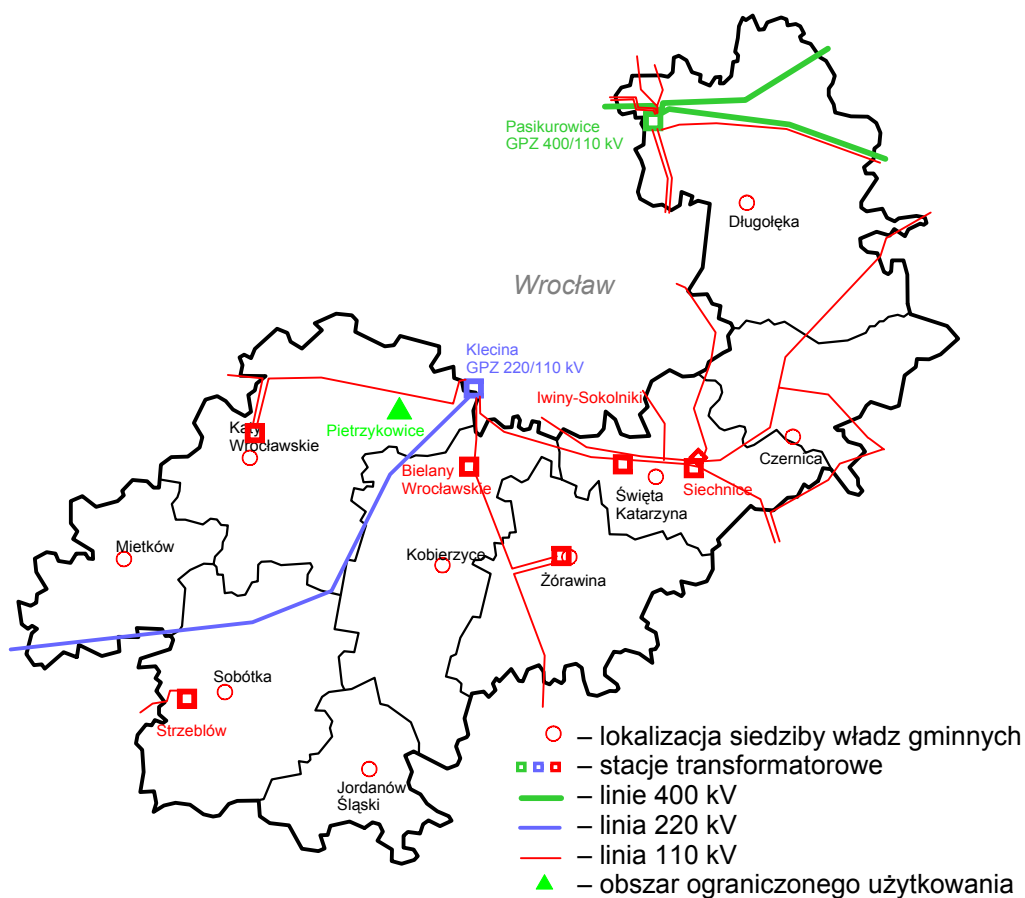 Pasikurowice
GPZ 400/110 kV
Długołęka
Wrocław
Klecina
GPZ 220/110 kV
Iwiny-Sokolniki
Kąty
Wrocławskie
Pietrzykowice
Bielany
Wrocławskie
Czernica
Siechnice
Święta
Katarzyna
Mietków
Kobierzyce
Żórawina
Sobótka
Strzeblów
Jordanów
Śląski
– lokalizacja siedziby władz gminnych
– stacje transformatorowe
– linie 400 kV
– linia 220 kV
– linia 110 kV
– obszar ograniczonego użytkowania